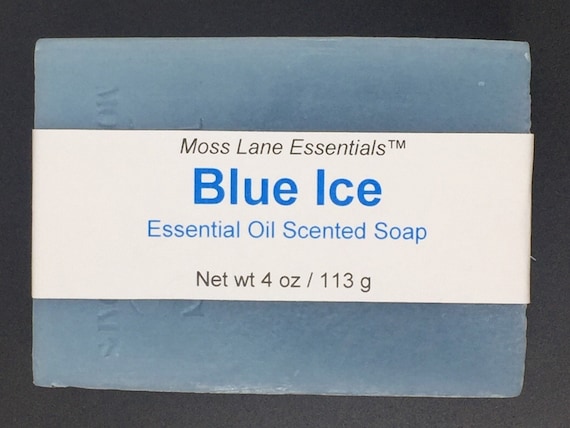 Moss Lane Essentials™
Blue Ice
Essential Oil Scented Soap
Net wt 4 oz / 113 g